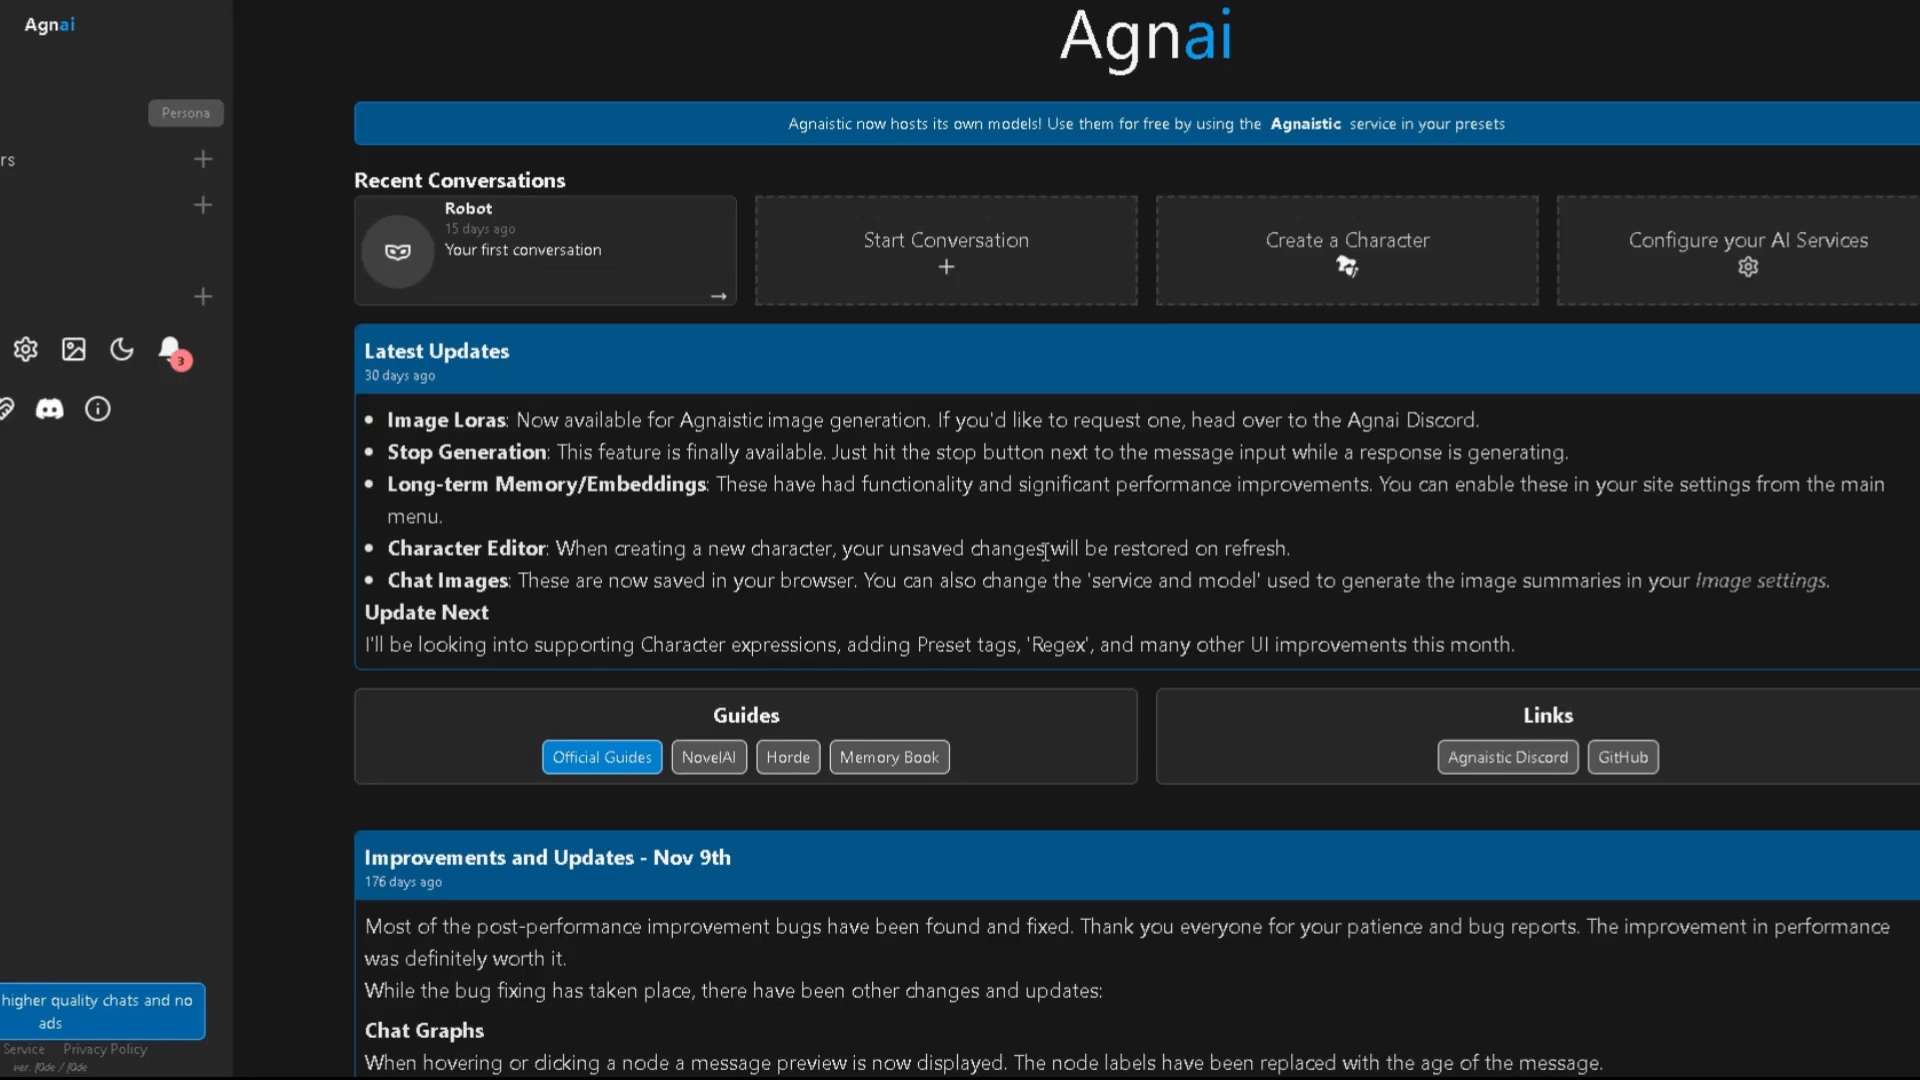 Agnai
Agnai
Persona
Agnaistic now hosts its own models! Use them for free by using the Agnaistic service in your presets
rs
Recent Conversations
Robot
15 days ago
Your first conversation
Start Conversation
Create a Character
Configure your AI Services
3
Latest Updates
30 days ago
Image Loras: Now available for Agnaistic image generation. If you'd like to request one, head over to the Agnai Discord.
Stop Generation: This feature is finally available. Just hit the stop button next to the message input while a response is generating.
Long-term Memory/Embeddings: These have had functionality and significant performance improvements. You can enable these in your site settings from the main
menu.
Character Editor: When creating a new character, your unsaved changes will be restored on refresh.
Chat Images: These are now saved in your browser. You can also change the 'service and model' used to generate the image summaries in your Image settings.
Update Next
I'll be looking into supporting Character expressions, adding Preset tags, 'Regex', and many other UI improvements this month.
Guides
Official Guides NovelAI Horde Memory Book
Links
Agnaistic Discord GitHub
Improvements and Updates - Nov 9th
176 days ago
Most of the post-performance improvement bugs have been found and fixed. Thank you everyone for your patience and bug reports. The improvement in performance
was definitely worth it.
While the bug fixing has taken place, there have been other changes and updates:
Chat Graphs
When hovering or clicking a node a message preview is now displayed. The node labels have been replaced with the age of the message.
higher quality chats and no
ads
Service Privacy Policy
ver.